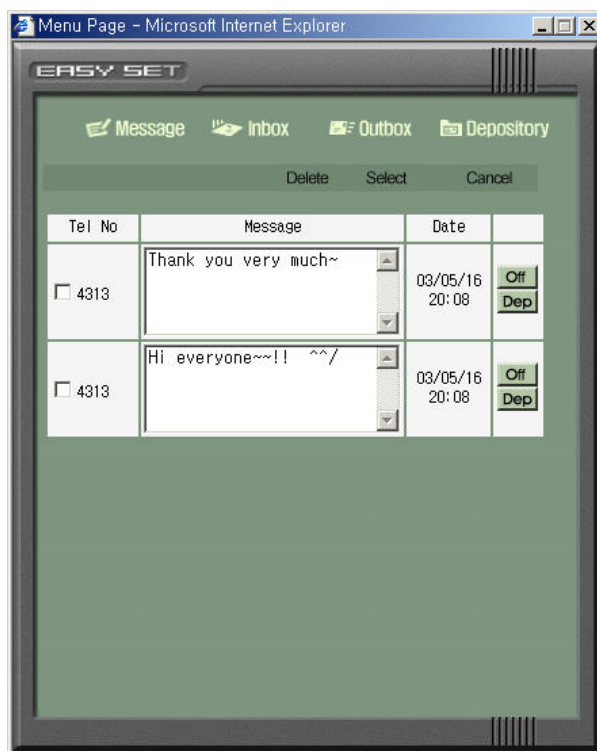 Menu Page - Microsoft Internet Explorer
EASY SET
Message Inbox Outbox Depository
Delete Select Cancel
Tel No Message Date
4313 Thank you very much~ 03/05/16 20:08 Off Dep
4313 Hi everyone~~!! ^^/ 03/05/16 20:08 Off Dep